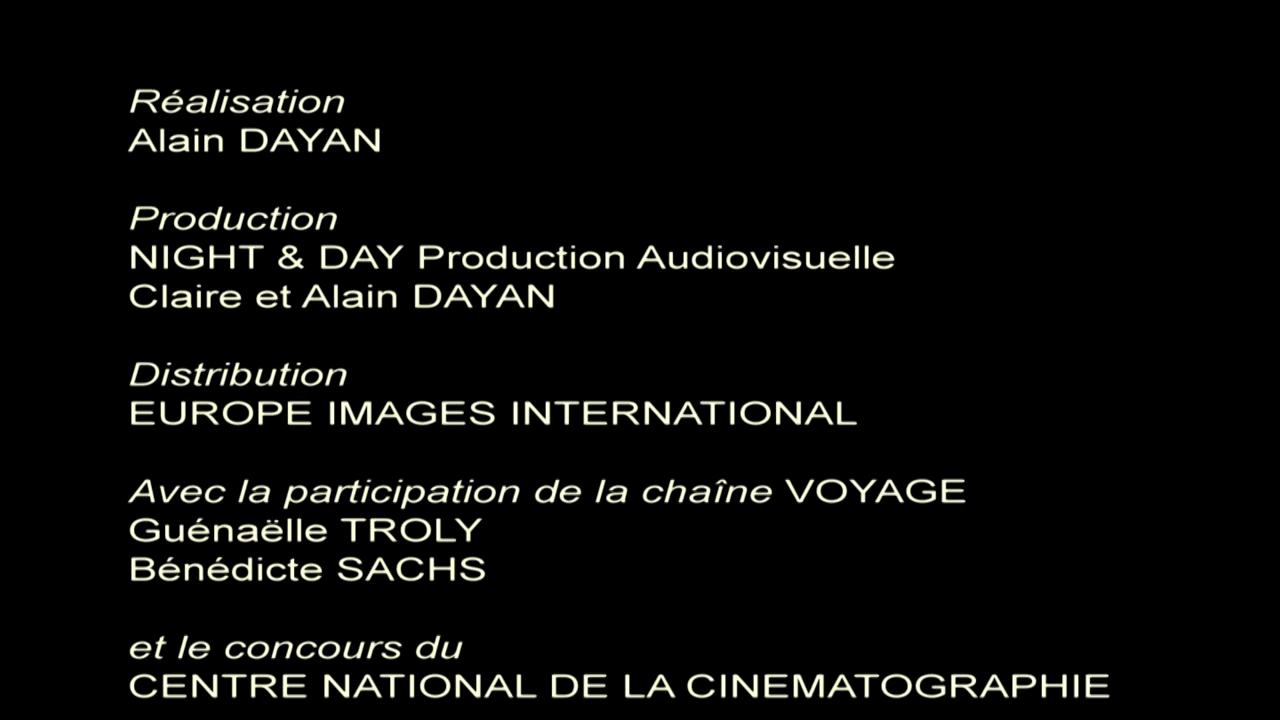 Réalisation
Alain DAYAN
Production
NIGHT & DAY Production Audiovisuelle
Claire et Alain DAYAN
Distribution
EUROPE IMAGES INTERNATIONAL
Avec la participation de la chaîne VOYAGE
Guénaëlle TROLY
Bénédicte SACHS
et le concours du
CENTRE NATIONAL DE LA CINEMATOGRAPHIE